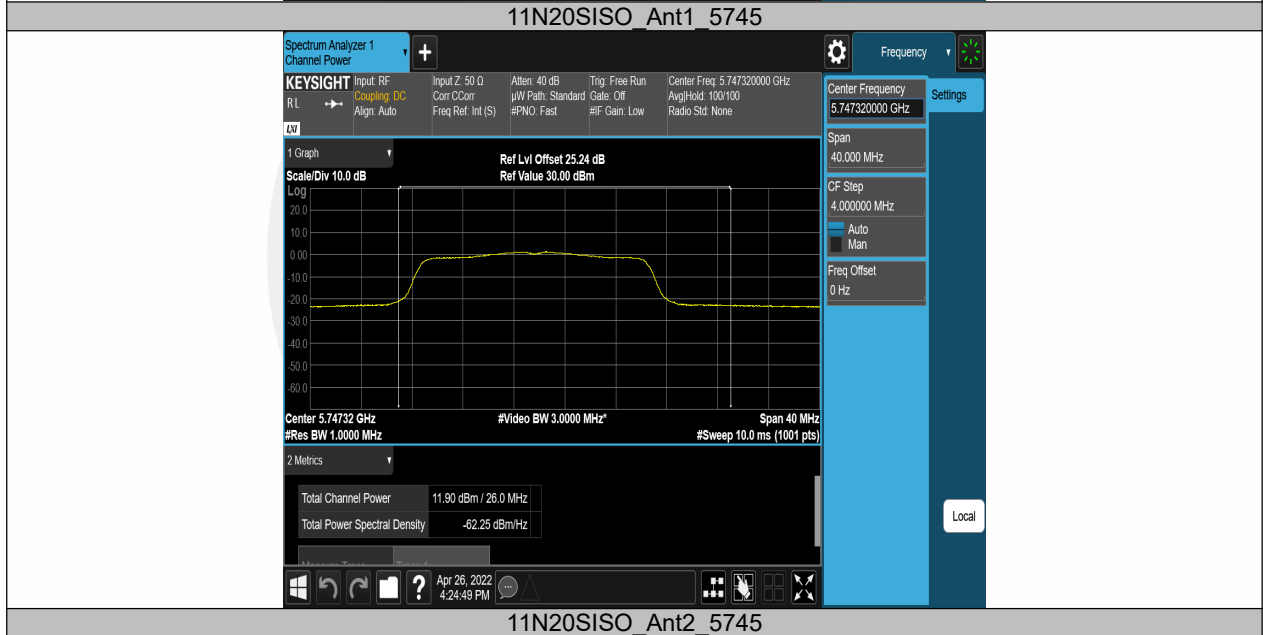 11N20SISO_Ant1_5745
Spectrum Analyzer 1
Channel Power
+
Frequency
KEYSIGHT
RL
LXI
Input: RF
Coupling: DC
Align: Auto
Input Z: 50 Ω
Corr CCorr
Freq Ref: Int (S)
Atten: 40 dB
µW Path: Standard
#PNO: Fast
Trig: Free Run
Gate: Off
#IF Gain: Low
Center Freq: 5.747320000 GHz
Avg|Hold: 100/100
Radio Std: None
Center Frequency
5.747320000 GHz
Settings
Span
40.000 MHz
CF Step
4.000000 MHz
Auto
Man
Freq Offset
0 Hz
Local
1 Graph
Ref Lvl Offset 25.24 dB
Scale/Div 10.0 dB
Ref Value 30.00 dBm
Log
20.0
10.0
0.00
-10.0
-20.0
-30.0
-40.0
-50.0
-60.0
Center 5.74732 GHz
#Video BW 3.0000 MHz*
Span 40 MHz
#Res BW 1.0000 MHz
#Sweep 10.0 ms (1001 pts)
2 Metrics
Total Channel Power 11.90 dBm / 26.0 MHz
Total Power Spectral Density -62.25 dBm/Hz
?
Apr 26, 2022
4:24:49 PM
11N20SISO_Ant2_5745